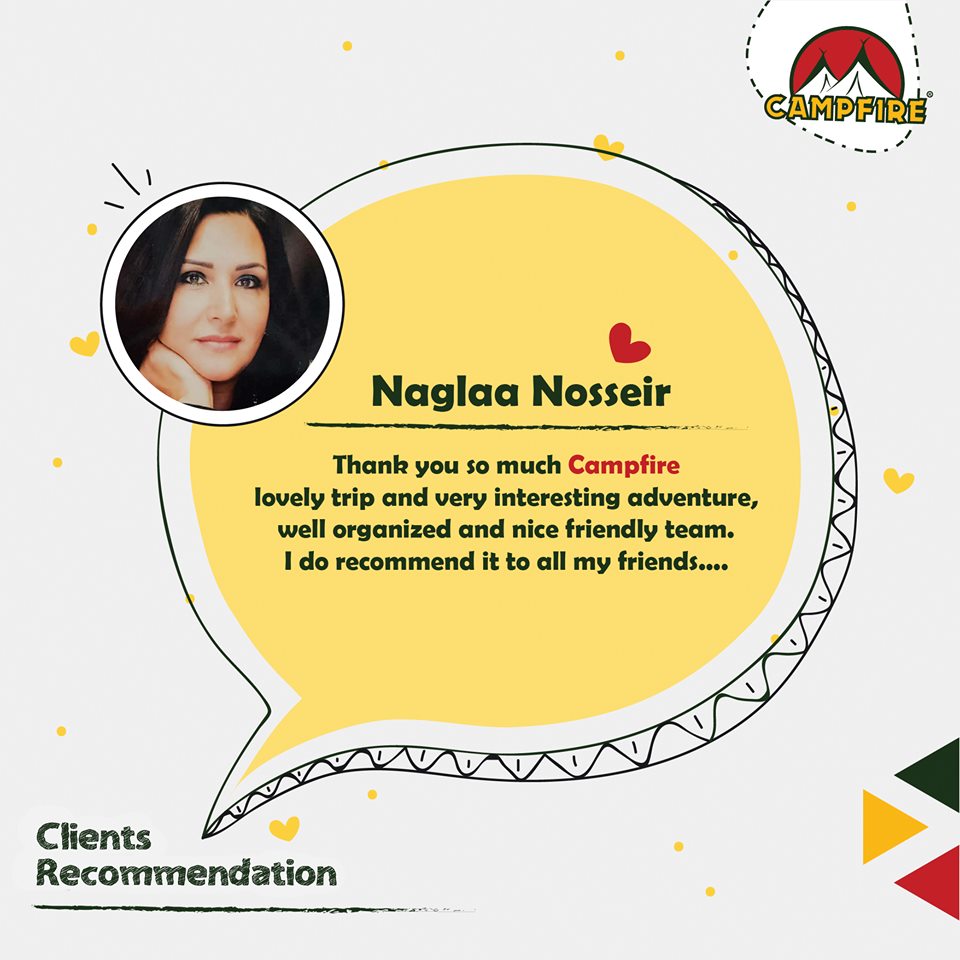 CAMPFIRE®
Naglaa Nosseir
Thank you so much Campfire
lovely trip and very interesting adventure,
well organized and nice friendly team.
I do recommend it to all my friends....
Clients
Recommendation